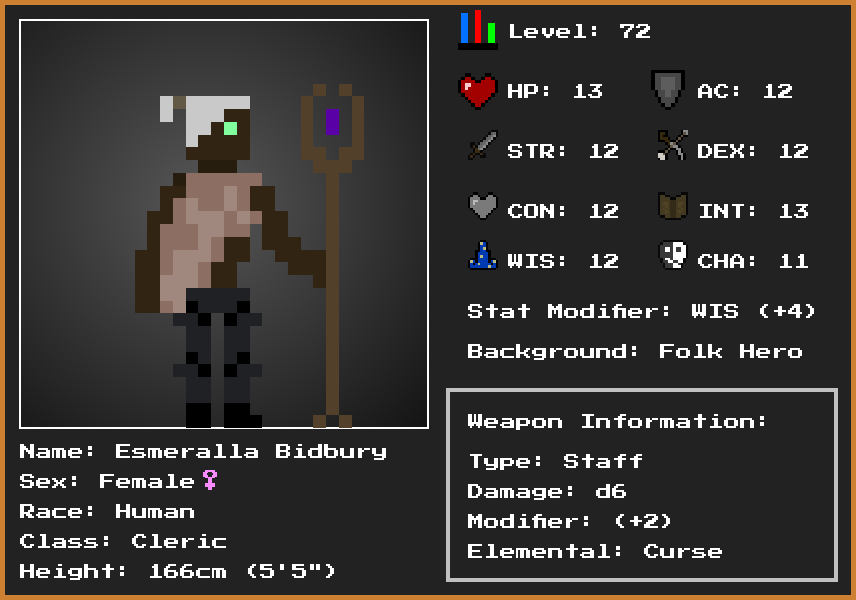 Level: 72
HP: 13
AC: 12
STR: 12
DEX: 12
CON: 12
INT: 13
WIS: 12
CHA: 11
Stat Modifier: WIS (+4)
Background: Folk Hero
Weapon Information:
Type: Staff
Damage: d6
Modifier: (+2)
Elemental: Curse
Name: Esmeralla Bidbury
Sex: Female♀
Race: Human
Class: Cleric
Height: 166cm (5'5")